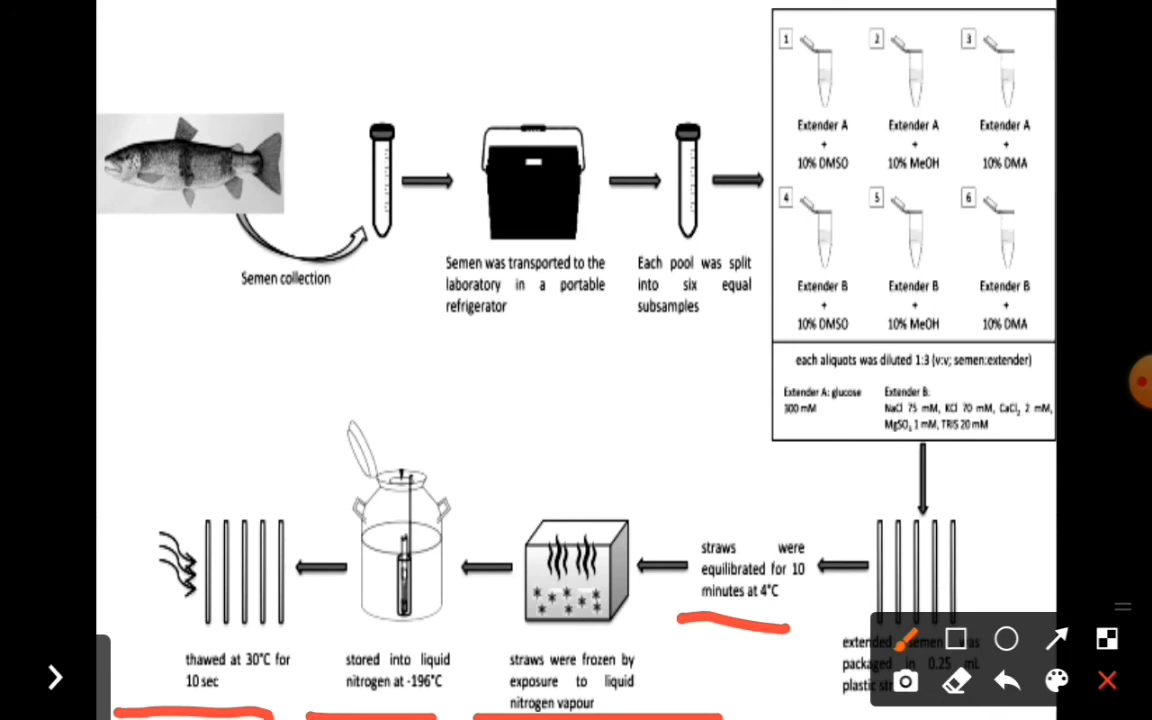 1
2
3
Extender A
+
10% DMSO
Extender A
+
10% MeOH
Extender A
+
10% DMA
4
5
6
Extender B
+
10% DMSO
Extender B
+
10% MeOH
Extender B
+
10% DMA
each aliquots was diluted 1:3 (v:v; semen:extender)
Extender A: glucose
300 mM
Extender B:
NaCl 75 mM, KCl 70 mM, CaCl₂ 2 mM,
MgSO₄ 1 mM, TRIS 20 mM
Semen collection
Semen was transported to the
laboratory in a portable
refrigerator
Each pool was split
into six equal
subsamples
extended semen was
packaged in 0.25 mL
plastic
straws were
equilibrated for 10
minutes at 4°C
straws were frozen by
exposure to liquid
nitrogen vapour
stored into liquid
nitrogen at -196°C
thawed at 30°C for
10 sec